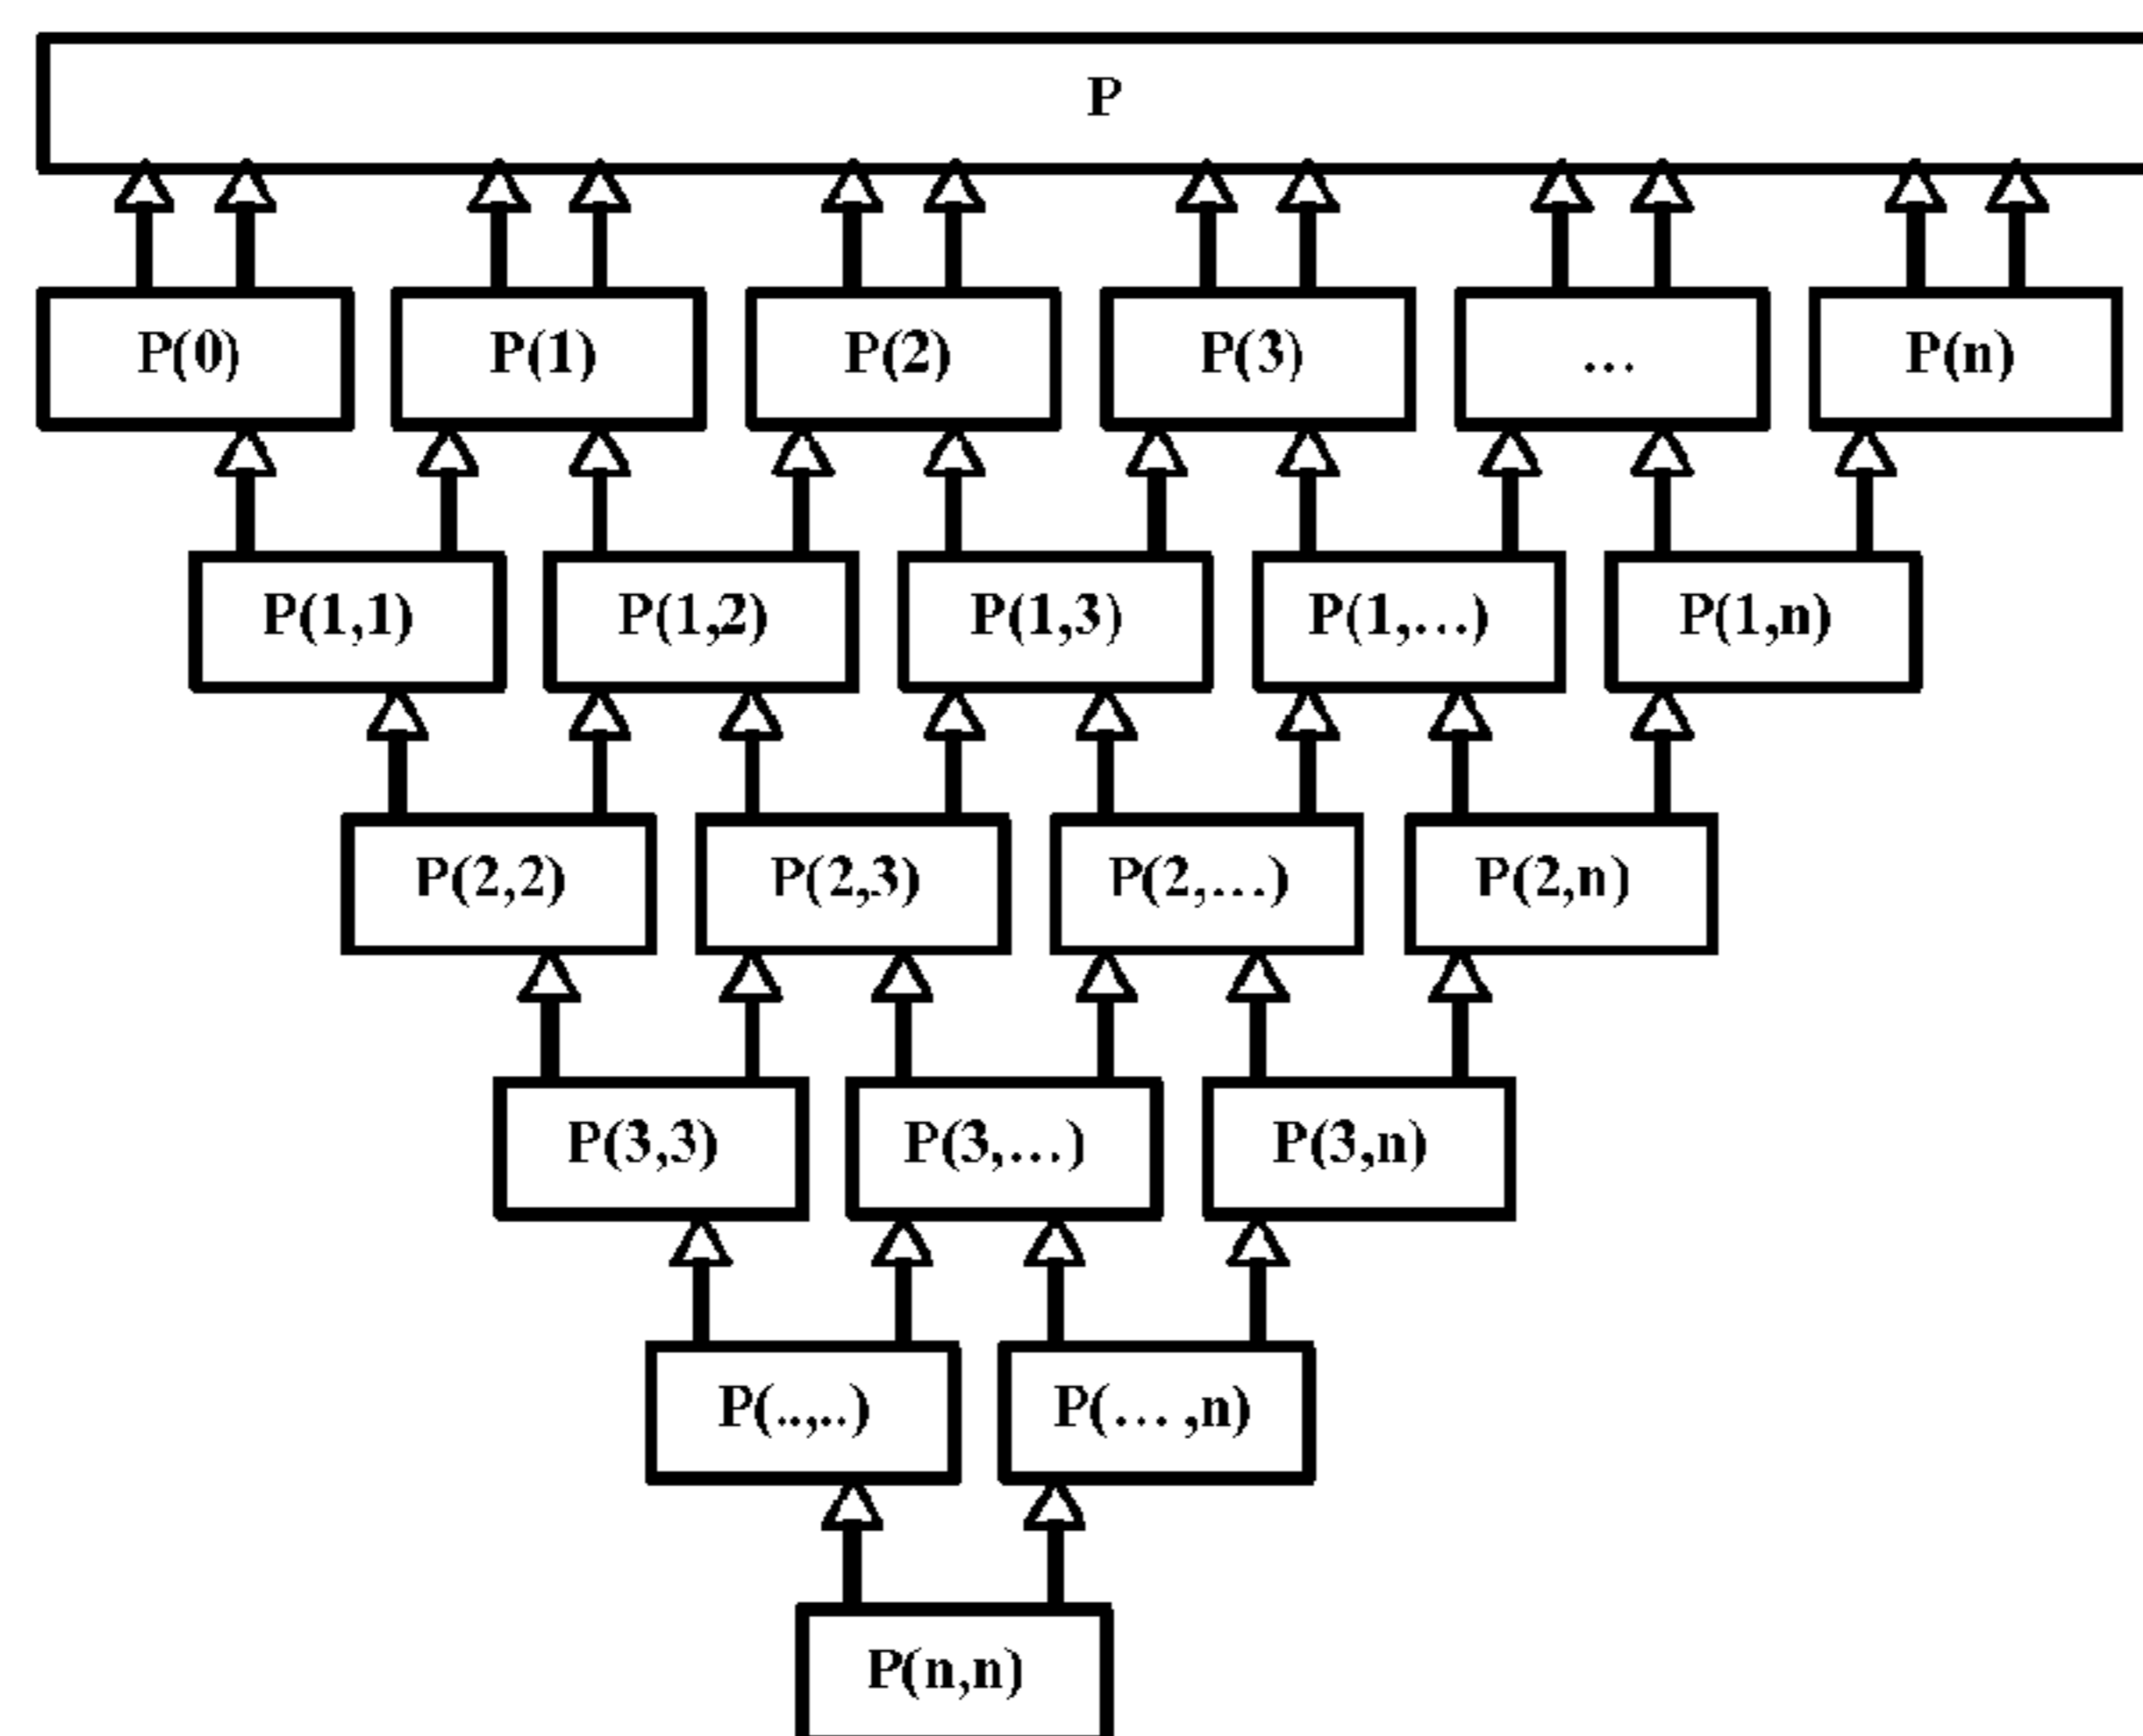 P
P(0) P(1) P(2) P(3) … P(n)
P(1,1) P(1,2) P(1,3) P(1,…) P(1,n)
P(2,2) P(2,3) P(2,…) P(2,n)
P(3,3) P(3,…) P(3,n)
P(..,..) P(…,n)
P(n,n)